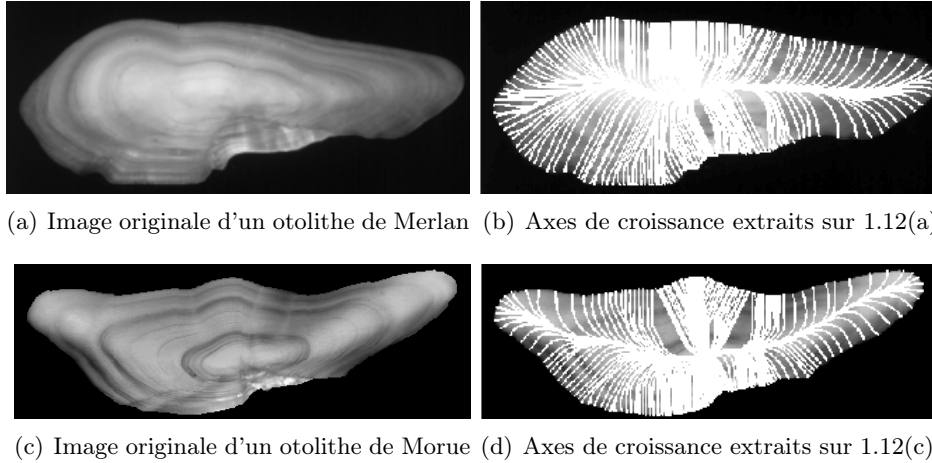 (a) Image originale d'un otolithe de Merlan
(b) Axes de croissance extraits sur 1.12(a)
(c) Image originale d'un otolithe de Morue
(d) Axes de croissance extraits sur 1.12(c)